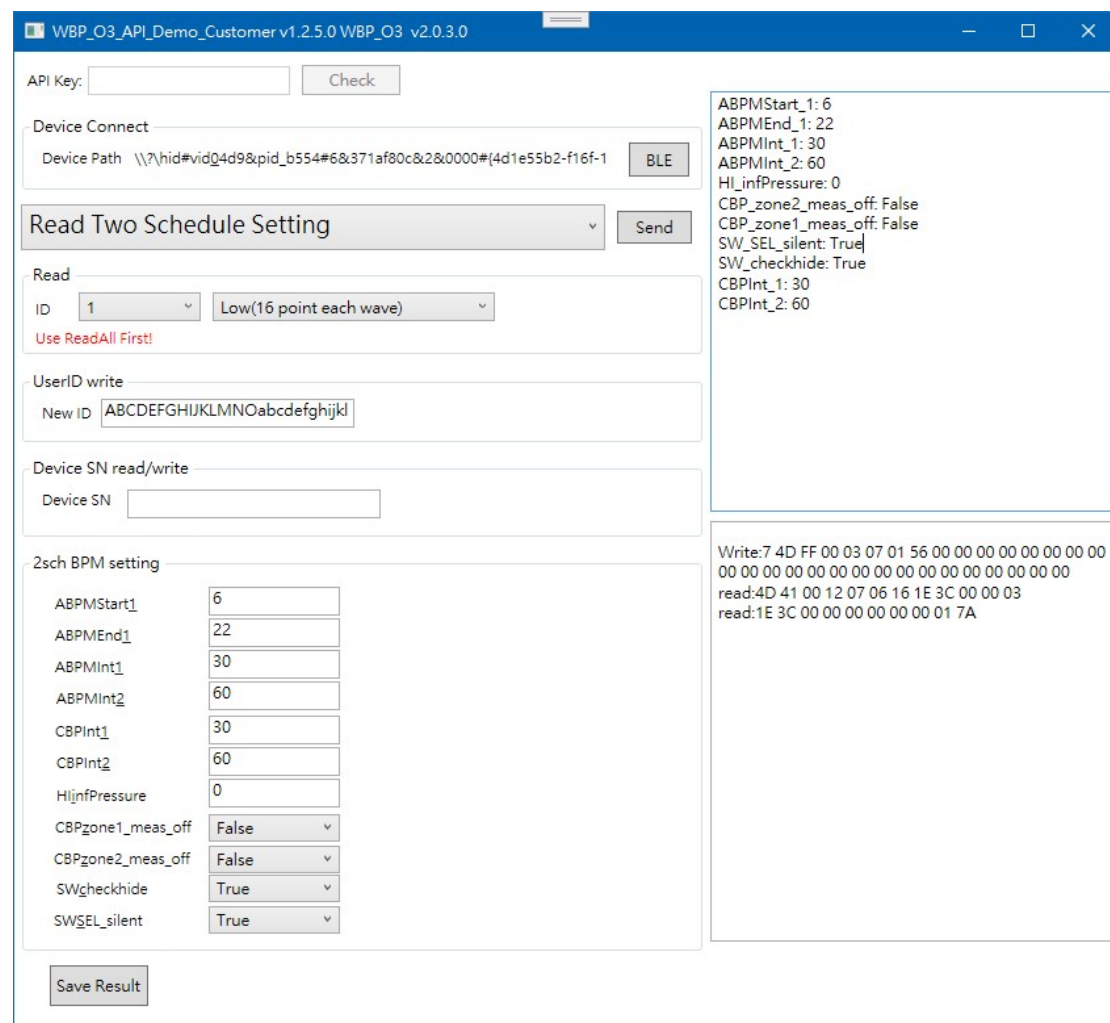 WBP_O3_API_Demo_Customer v1.2.5.0 WBP_O3 v2.0.3.0
API Key:
Check
Device Connect
Device Path \\?\hid#vid04d9&pid_b554#6&371af80c&2&0000#{4d1e55b2-f16f-1
BLE
Read Two Schedule Setting
Send
Read
ID 1 Low(16 point each wave)
Use ReadAll First!
UserID write
New ID ABCDEFGHIJKLMNOabcdefghijkl
Device SN read/write
Device SN
2sch BPM setting
ABPMStart1 6
ABPMEnd1 22
ABPMInt1 30
ABPMInt2 60
CBPInt1 30
CBPInt2 60
HIinfPressure 0
CBPzone1_meas_off False
CBPzone2_meas_off False
SWcheckhide True
SWSEL_silent True
Save Result
ABPMStart_1: 6
ABPMEnd_1: 22
ABPMInt_1: 30
ABPMInt_2: 60
HI_infPressure: 0
CBP_zone2_meas_off: False
CBP_zone1_meas_off: False
SW_SEL_silent: True
SW_checkhide: True
CBPInt_1: 30
CBPInt_2: 60
Write:7 4D FF 00 03 07 01 56 00 00 00 00 00 00 00 00
00 00 00 00 00 00 00 00 00 00 00 00 00 00 00 00
read:4D 41 00 12 07 06 16 1E 3C 00 00 03
read:1E 3C 00 00 00 00 00 00 01 7A